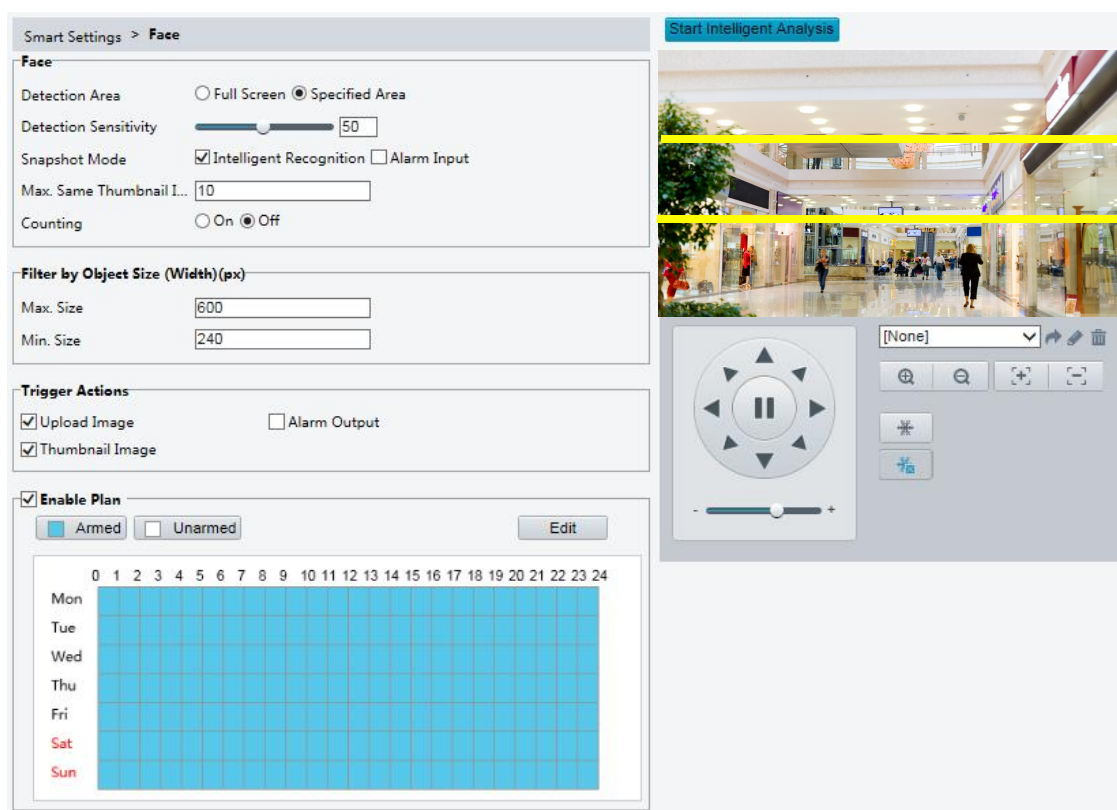 Smart Settings > Face
Start Intelligent Analysis
Face
Detection Area Full Screen Specified Area
Detection Sensitivity 50
Snapshot Mode Intelligent Recognition Alarm Input
Max. Same Thumbnail I... 10
Counting On Off
Filter by Object Size (Width)(px)
Max. Size 600
Min. Size 240
[None]
Trigger Actions
Upload Image Alarm Output
Thumbnail Image
- +
Enable Plan
Armed Unarmed Edit
0 1 2 3 4 5 6 7 8 9 10 11 12 13 14 15 16 17 18 19 20 21 22 23 24
Mon
Tue
Wed
Thu
Fri
Sat
Sun